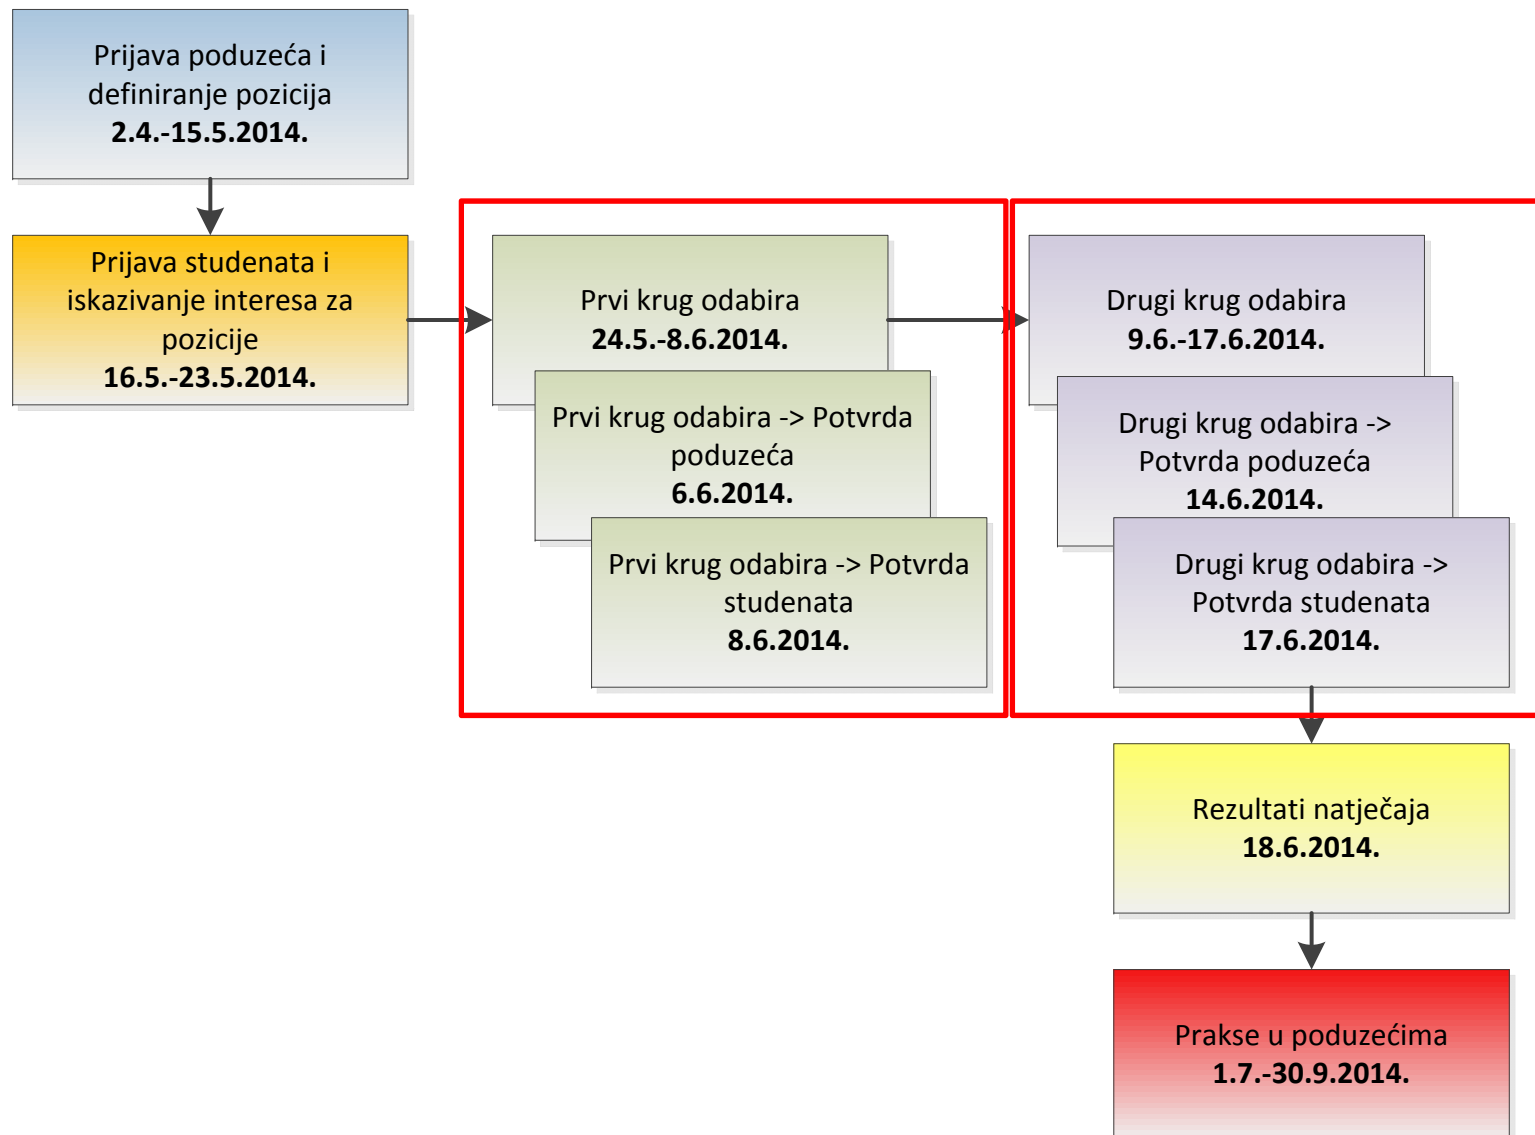 Prijava poduzeća i
definiranje pozicija
2.4.-15.5.2014.
Prijava studenata i
iskazivanje interesa za
pozicije
16.5.-23.5.2014.
Prvi krug odabira
24.5.-8.6.2014.
Prvi krug odabira -> Potvrda
poduzeća
6.6.2014.
Prvi krug odabira -> Potvrda
studenata
8.6.2014.
Drugi krug odabira
9.6.-17.6.2014.
Drugi krug odabira ->
Potvrda poduzeća
14.6.2014.
Drugi krug odabira ->
Potvrda studenata
17.6.2014.
Rezultati natječaja
18.6.2014.
Prakse u poduzećima
1.7.-30.9.2014.